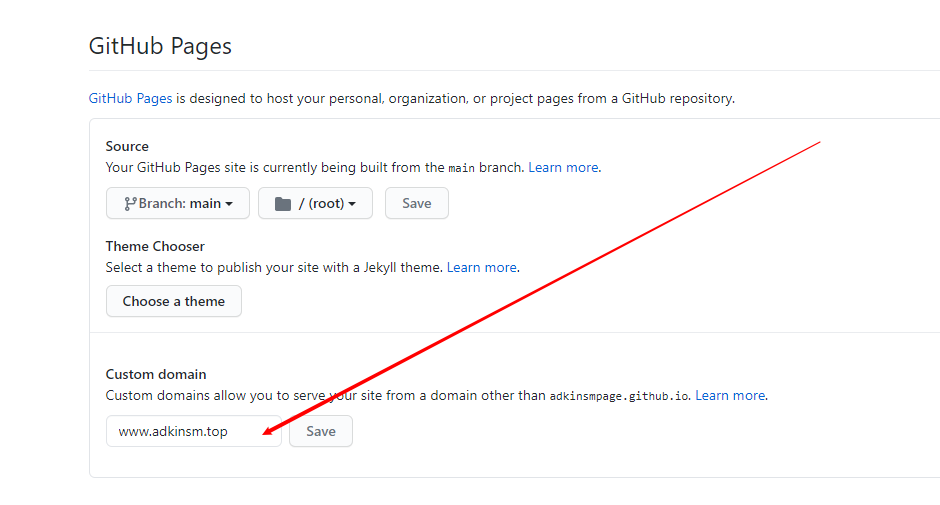 GitHub Pages
GitHub Pages is designed to host your personal, organization, or project pages from a GitHub repository.
Source
Your GitHub Pages site is currently being built from the main branch. Learn more.
Branch: main / (root) Save
Theme Chooser
Select a theme to publish your site with a Jekyll theme. Learn more.
Choose a theme
Custom domain
Custom domains allow you to serve your site from a domain other than adkinsmpage.github.io. Learn more.
www.adkinsm.top Save